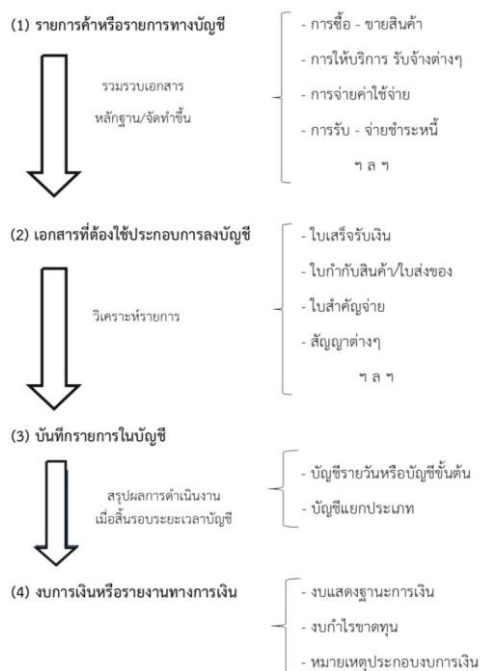 (1) รายการค้าหรือรายการทางบัญชี
- การซื้อ - ขายสินค้า
- การให้บริการ รับจ้างต่างๆ
- การจ่ายค่าใช้จ่าย
- การรับ - จ่ายชำระหนี้
ฯ ล ฯ
รวมรวบเอกสาร
หลักฐาน/จัดทำขึ้น
(2) เอกสารที่ต้องใช้ประกอบการลงบัญชี
- ใบเสร็จรับเงิน
- ใบกำกับสินค้า/ใบส่งของ
- ใบสำคัญจ่าย
- สัญญาต่างๆ
ฯ ล ฯ
วิเคราะห์รายการ
(3) บันทึกรายการในบัญชี
- บัญชีรายวันหรือบัญชีขั้นต้น
- บัญชีแยกประเภท
สรุปผลการดำเนินงาน
เมื่อสิ้นรอบระยะเวลาบัญชี
(4) งบการเงินหรือรายงานทางการเงิน
- งบแสดงฐานะการเงิน
- งบกำไรขาดทุน
- หมายเหตุประกอบงบการเงิน